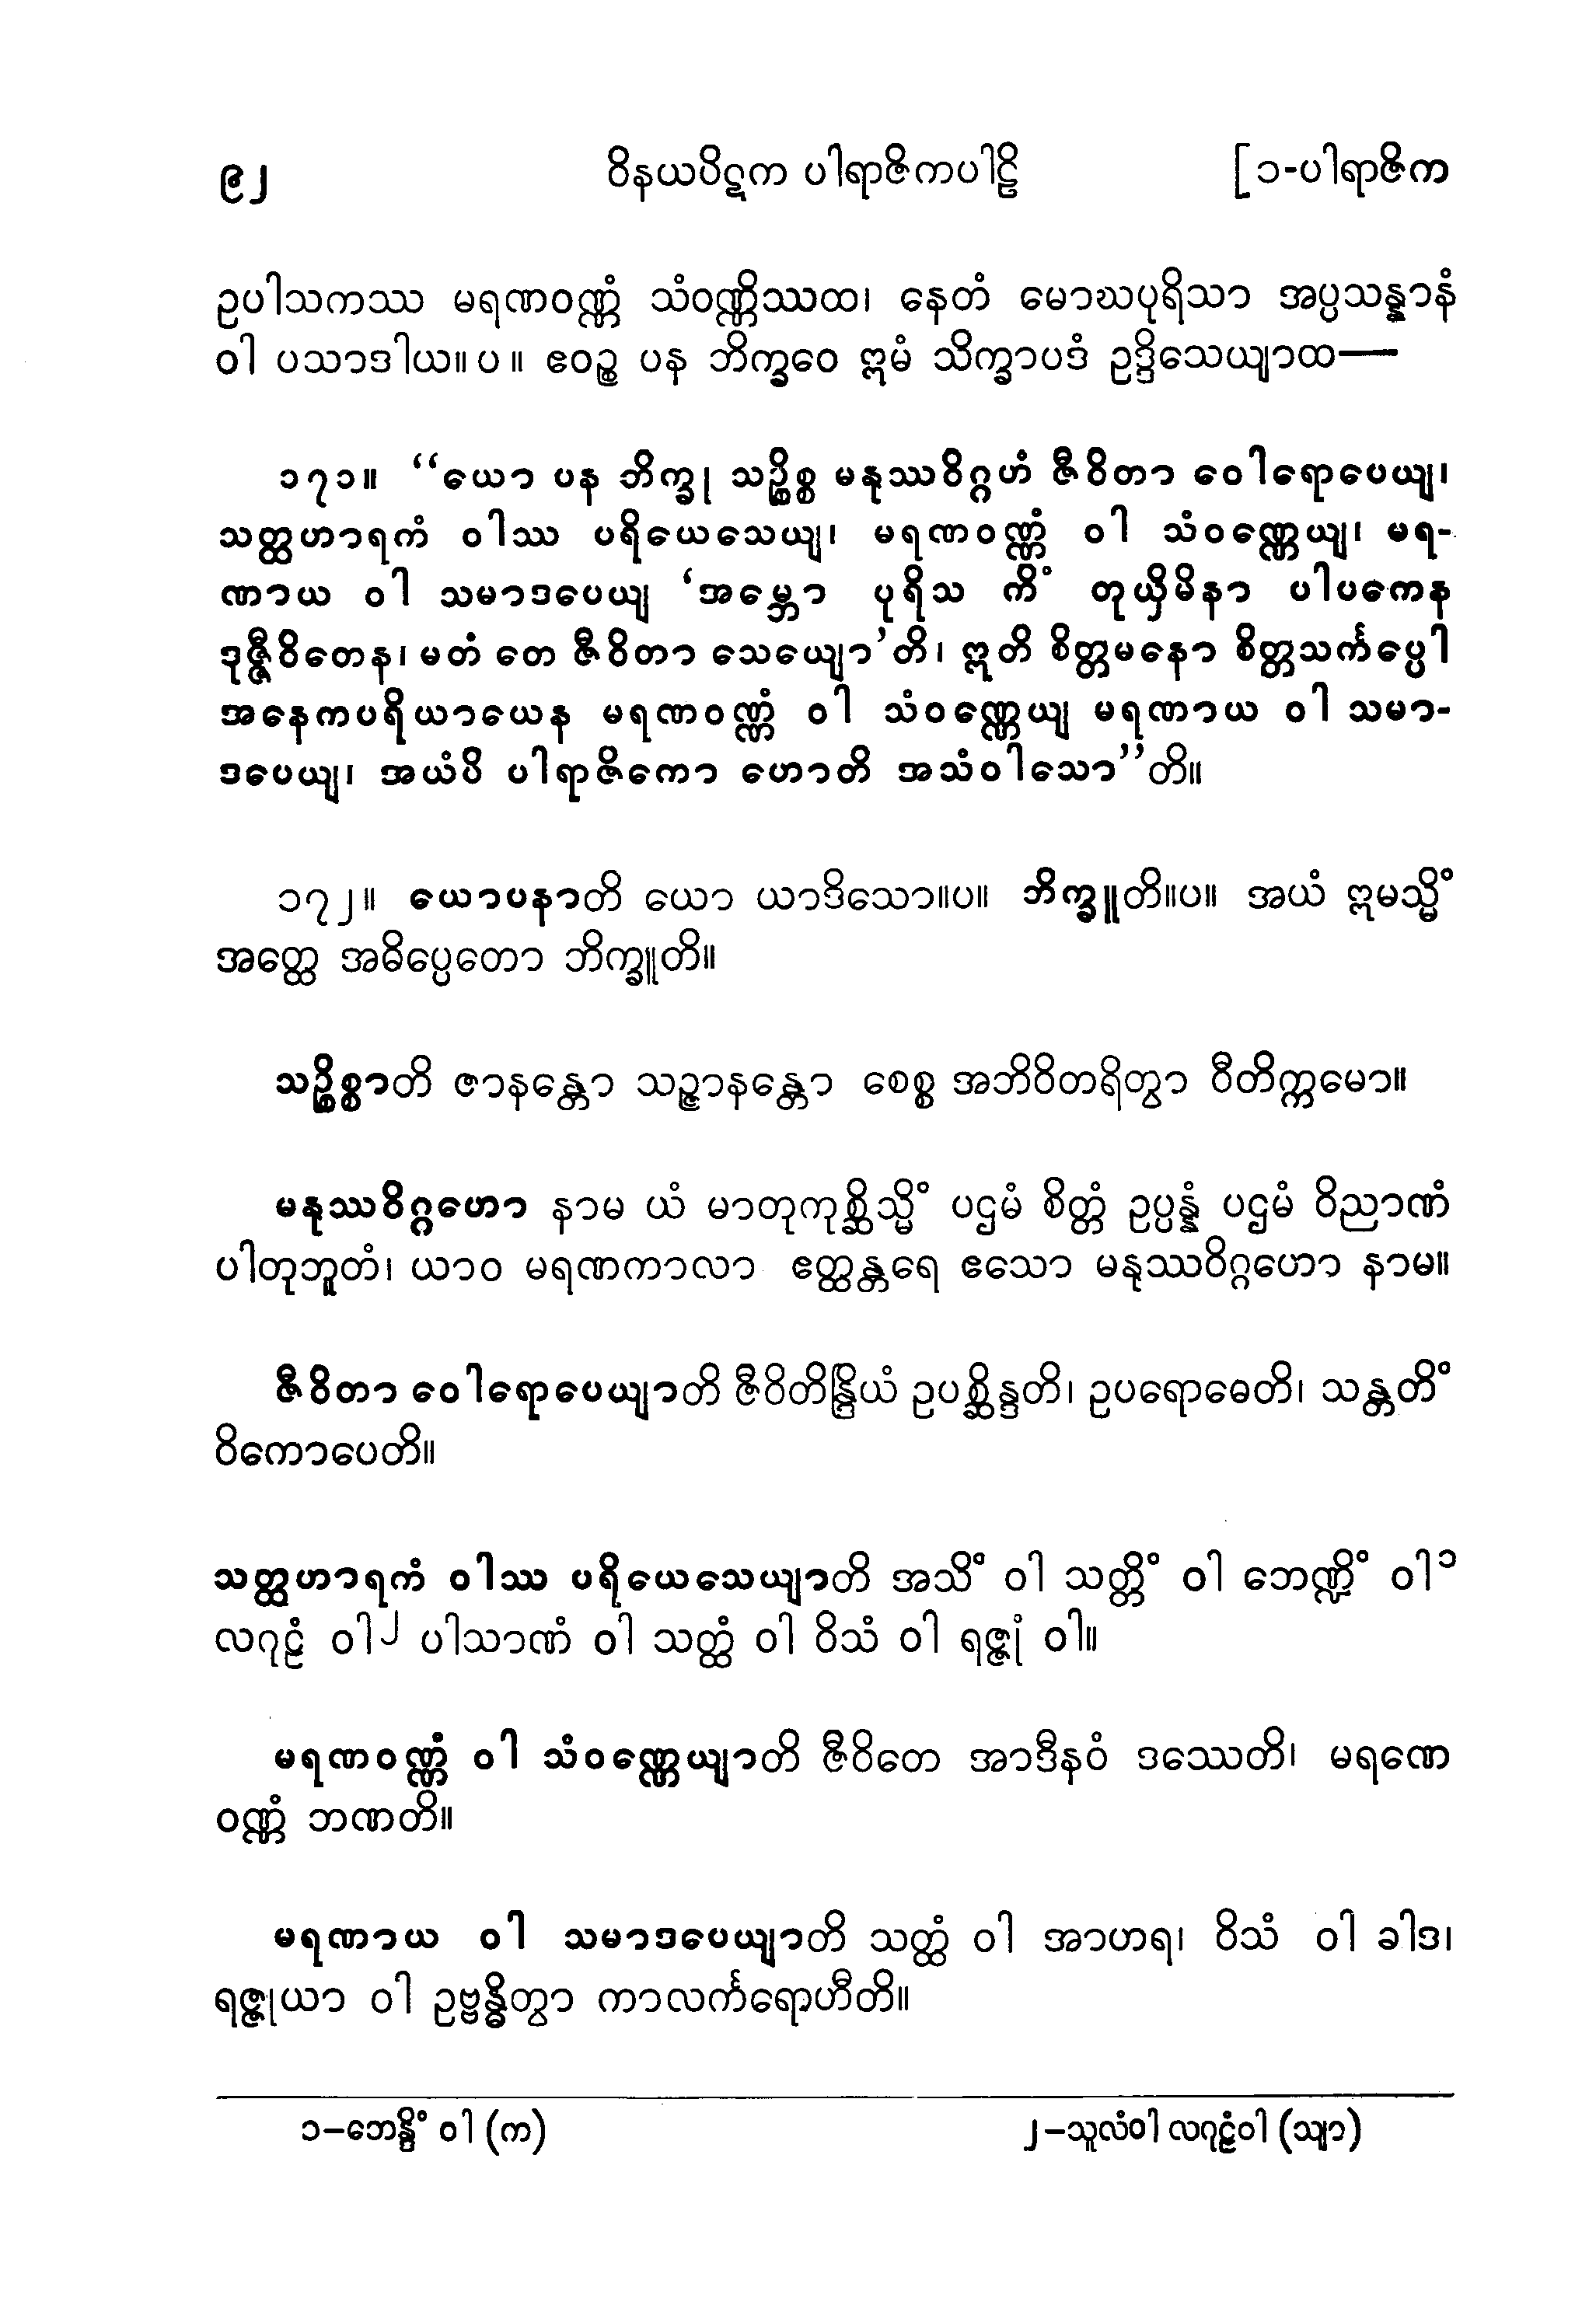 ၉၂ ဝိနယပိဋက ပါရာဇိကပါဠိ [၁-ပါရာဇိက
ဥပါသကဿ မရဏဝဏ္ဏံ သံဝဏ္ဏိဿထ၊ နေတံ မောဃပုရိသာ အပ္ပသန္နာနံ
ဝါ ပသာဒါယ။ ပ ။ ဧဝဉ္စ ပန ဘိက္ခဝေ ဣမံ သိက္ခာပဒံ ဥဒ္ဒိသေယျာထ—
၁၇၁။ “ယော ပန ဘိက္ခု သဉ္စိစ္စ မနုဿဝိဂ္ဂဟံ ဇီဝိတာ ဝေါရောပေယျ၊
သတ္ထဟာရကံ ဝါဿ ပရိယေသေယျ၊ မရဏဝဏ္ဏံ ဝါ သံဝဏ္ဏေယျ၊ မရ-
ဏာယ ဝါ သမာဒပေယျ ‘အမ္ဘော ပုရိသ ကိံ တုယှိမိနာ ပါပကေန
ဒုဇ္ဇီဝိတေန၊ မတံ တေ ဇီဝိတာ သေယျော’တိ၊ ဣတိ စိတ္တမနော စိတ္တသင်္ကပ္ပေါ
အနေကပရိယာယေန မရဏဝဏ္ဏံ ဝါ သံဝဏ္ဏေယျ မရဏာယ ဝါ သမာ-
ဒပေယျ၊ အယံပိ ပါရာဇိကော ဟောတိ အသံဝါသော”တိ။
၁၇၂။ ယောပနာတိ ယော ယာဒိသော။ပ။ ဘိက္ခူတိ။ပ။ အယံ ဣမသ္မိံ
အတ္ထေ အဓိပ္ပေတော ဘိက္ခူတိ။
သဉ္စိစ္စာတိ ဇာနန္တော သဉ္ဇာနန္တော စေစ္စ အဘိဝိတရိတွာ ဝီတိက္ကမော။
မနုဿဝိဂ္ဂဟော နာမ ယံ မာတုကုစ္ဆိသ္မိံ ပဌမံ စိတ္တံ ဥပ္ပန္နံ ပဌမံ ဝိညာဏံ
ပါတုဘူတံ၊ ယာဝ မရဏကာလာ ဧတ္ထန္တရေ ဧသော မနုဿဝိဂ္ဂဟော နာမ။
ဇီဝိတာ ဝေါရောပေယျာတိ ဇီဝိတိန္ဒြိယံ ဥပစ္ဆိန္ဒတိ၊ ဥပရောဓေတိ၊ သန္တတိံ
ဝိကောပေတိ။
သတ္ထဟာရကံ ဝါဿ ပရိယေသေယျာတိ အသိံ ဝါ သတ္တိံ ဝါ ဘေဏ္ဍိံ ဝါ၁
လဂုဠံ ဝါ၂ ပါသာဏံ ဝါ သတ္ထံ ဝါ ဝိသံ ဝါ ရဇ္ဇုံ ဝါ။
မရဏဝဏ္ဏံ ဝါ သံဝဏ္ဏေယျာတိ ဇီဝိတေ အာဒီနဝံ ဒဿေတိ၊ မရဏေ
ဝဏ္ဏံ ဘဏတိ။
မရဏာယ ဝါ သမာဒပေယျာတိ သတ္ထံ ဝါ အာဟရ၊ ဝိသံ ဝါ ခါဒ၊
ရဇ္ဇုယာ ဝါ ဥဗ္ဗန္ဓိတွာ ကာလင်္ကရောဟီတိ။
၁–ဘေန္ဒိံ ဝါ (က) ၂–သူလံဝါ လဂုဠံဝါ (သျာ)